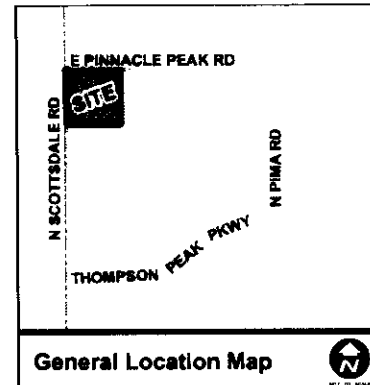 E PINNACLE PEAK RD
SITE
N SCOTTSDALE RD
N PIMA RD
THOMPSON PEAK PKWY
General Location Map
N